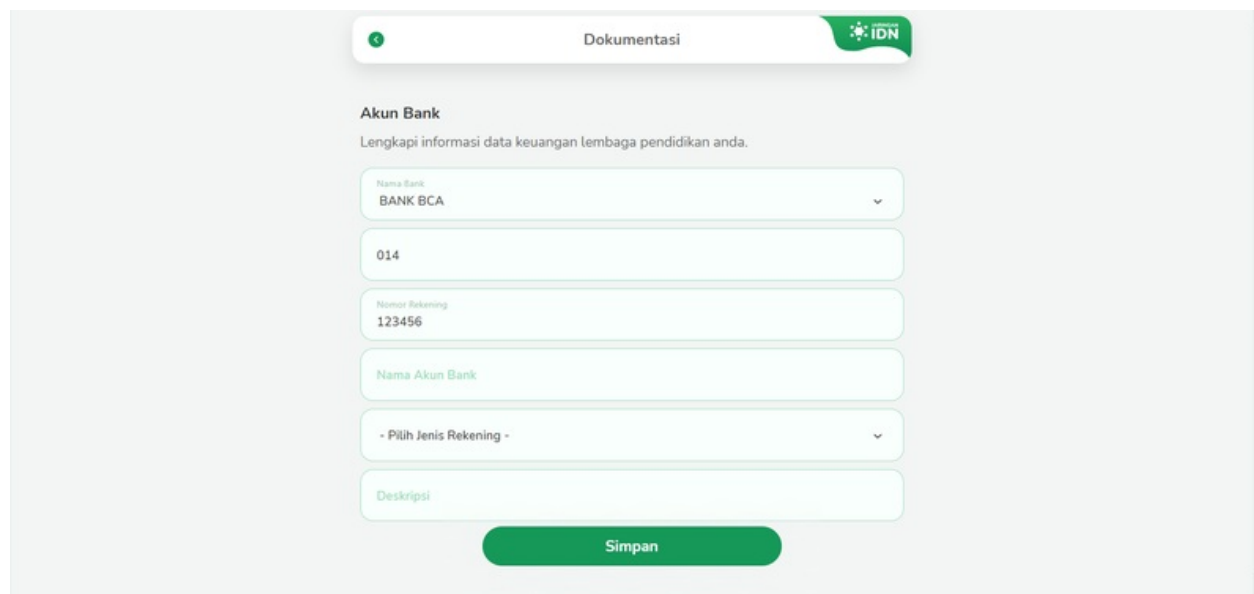 Dokumentasi
JARINGAN
IDN
Akun Bank
Lengkapi informasi data keuangan lembaga pendidikan anda.
Nama Bank
BANK BCA
014
Nomor Rekening
123456
Nama Akun Bank
- Pilih Jenis Rekening -
Deskripsi
Simpan